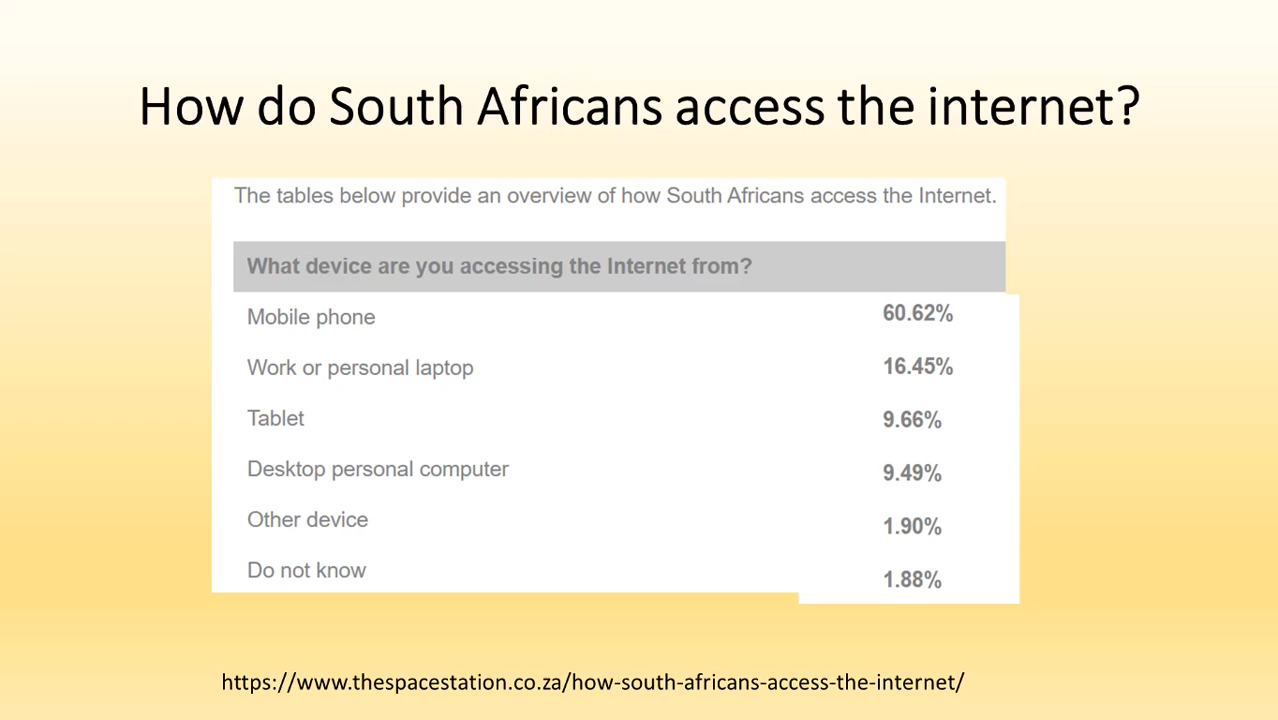 How do South Africans access the internet?
The tables below provide an overview of how South Africans access the Internet.
What device are you accessing the Internet from?
Mobile phone 60.62%
Work or personal laptop 16.45%
Tablet 9.66%
Desktop personal computer 9.49%
Other device 1.90%
Do not know 1.88%
https://www.thespacestation.co.za/how-south-africans-access-the-internet/